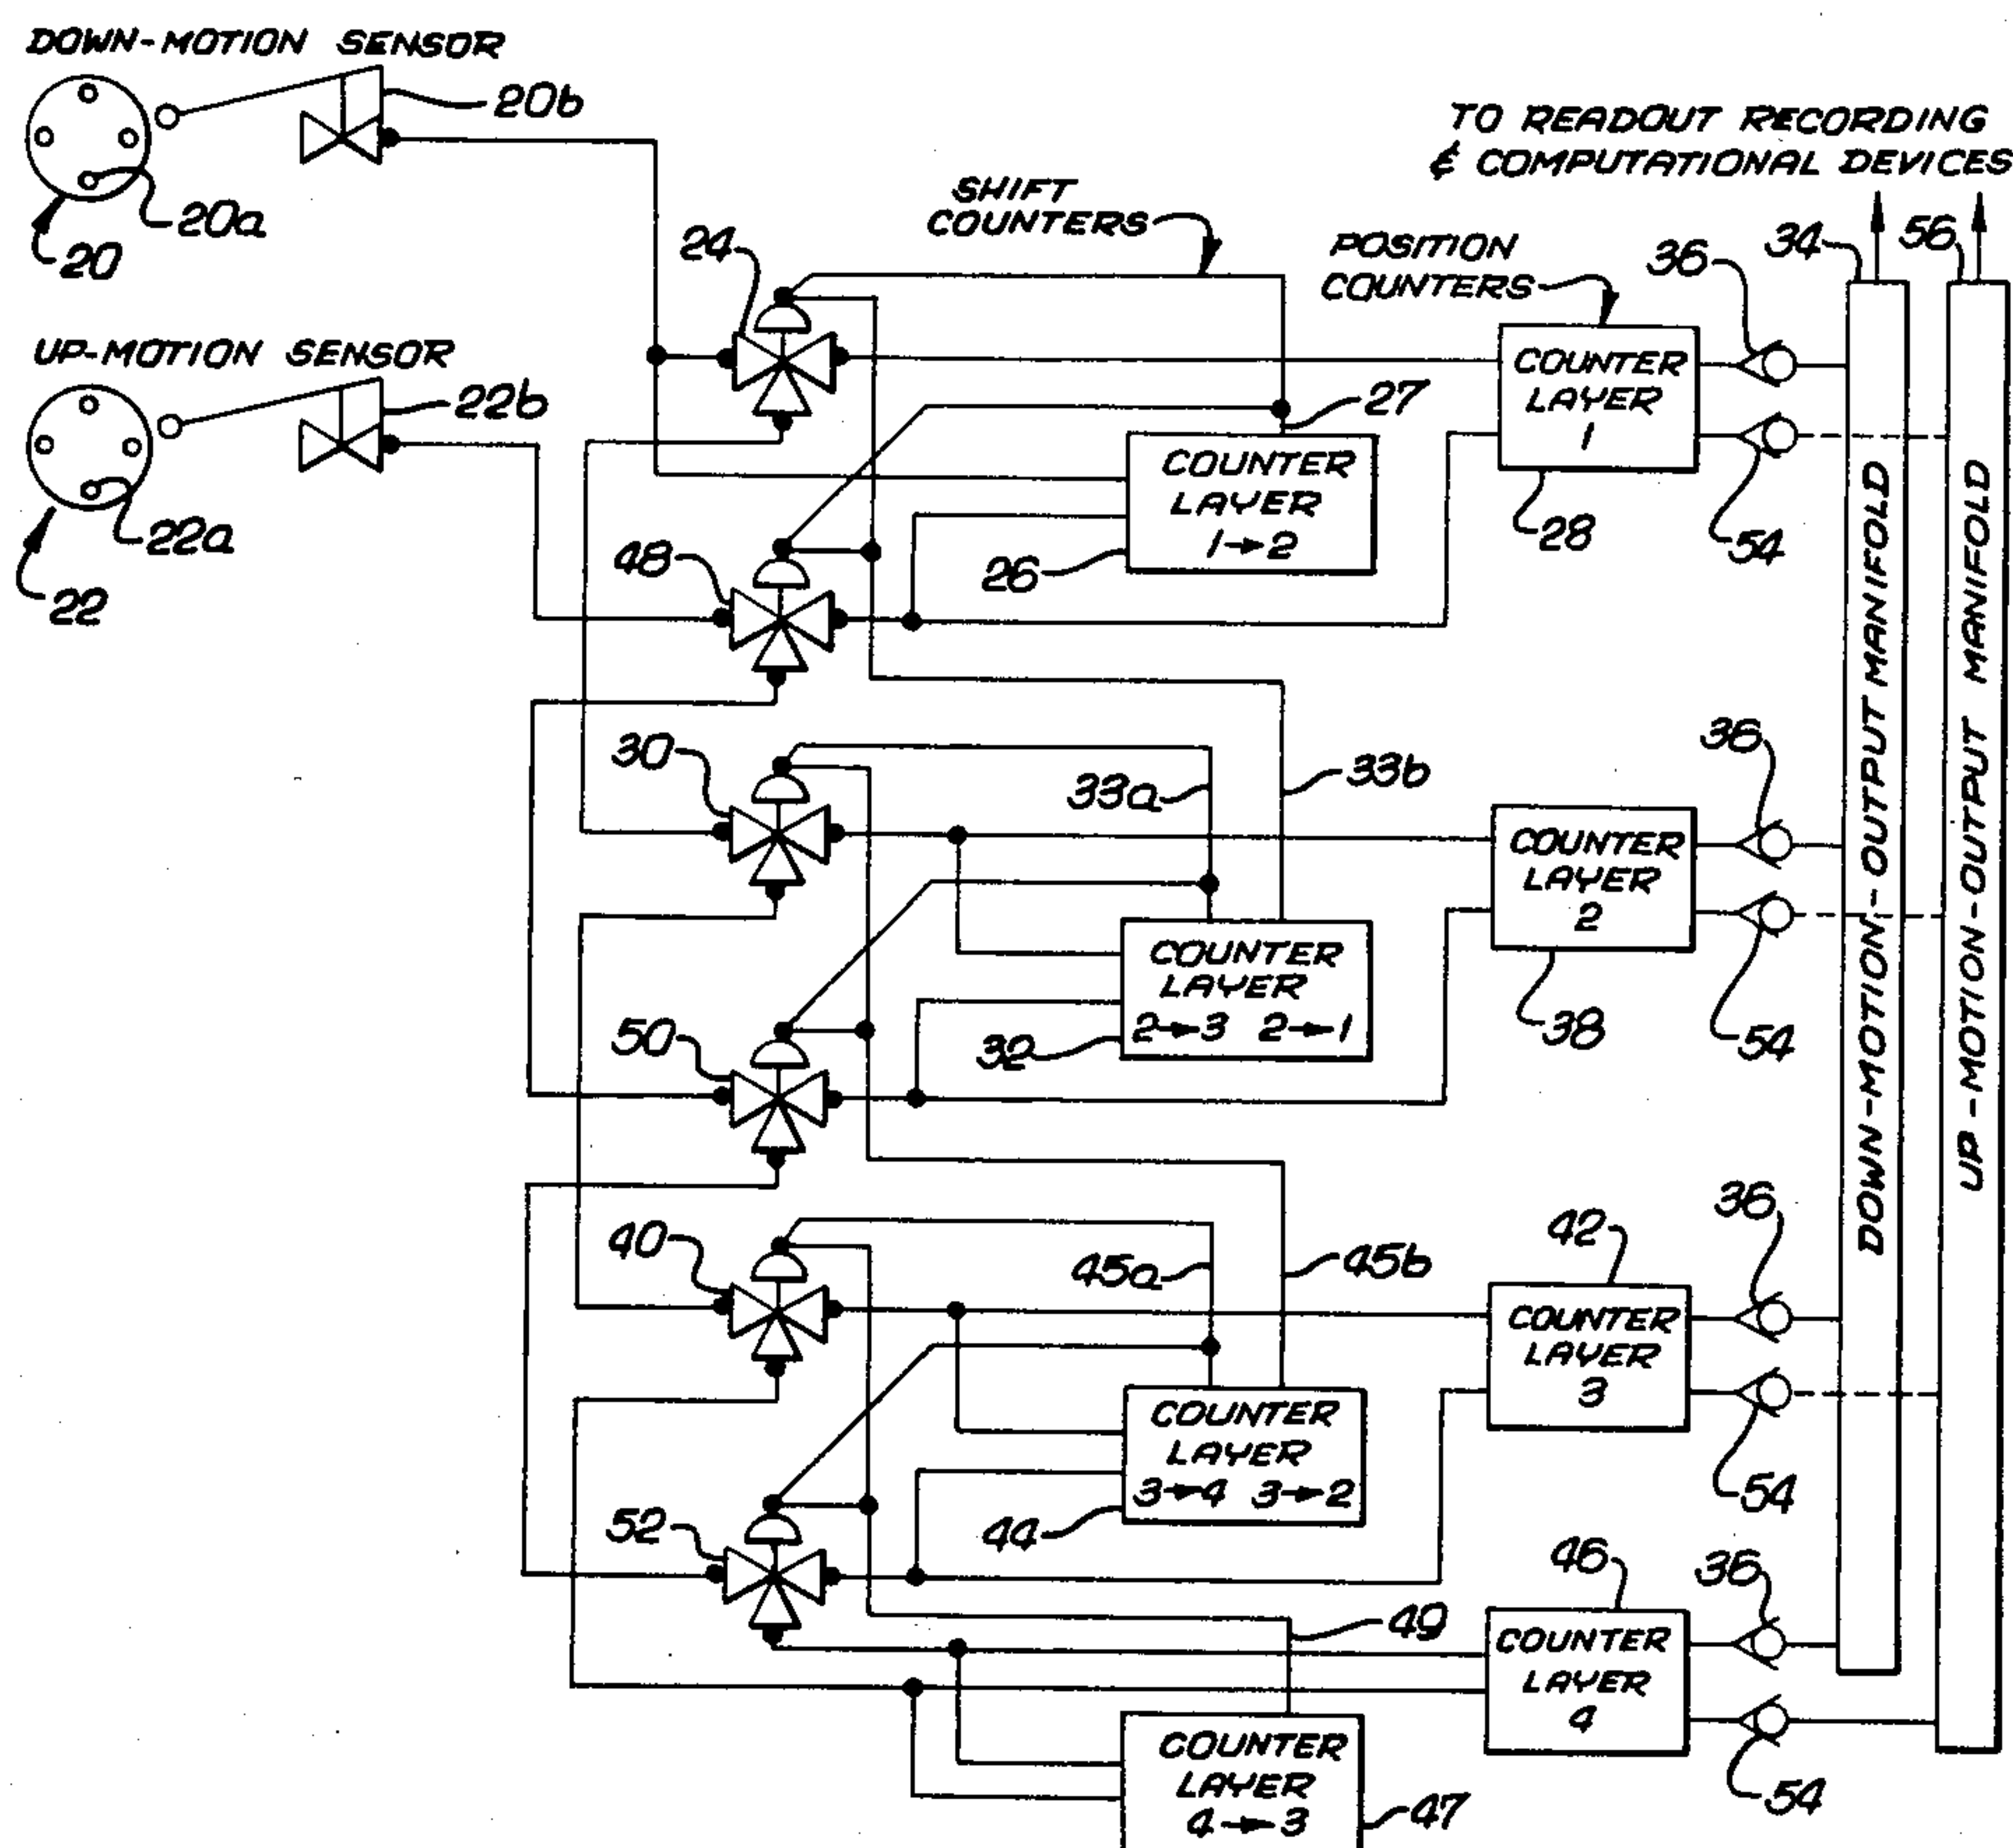 DOWN-MOTION SENSOR
20b
20a
20
UP-MOTION SENSOR
22b
22a
22
TO READOUT RECORDING
& COMPUTATIONAL DEVICES
SHIFT
COUNTERS
POSITION
COUNTERS
24
36
34
56
27
COUNTER
LAYER
1
COUNTER
LAYER
1→2
26
28
54
48
DOWN-MOTION-OUTPUT MANIFOLD
UP-MOTION-OUTPUT MANIFOLD
30
33a
33b
36
COUNTER
LAYER
2
COUNTER
LAYER
2→3 2→1
32
38
54
50
40
45a
45b
42
36
COUNTER
LAYER
3
COUNTER
LAYER
3→4 3→2
44
54
52
46
36
49
COUNTER
LAYER
4
COUNTER
LAYER
4→3
47
54